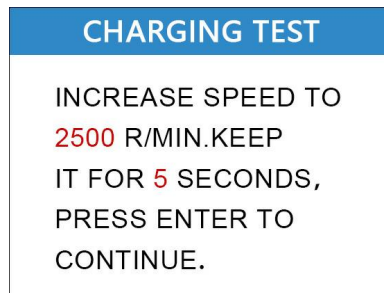 CHARGING TEST
INCREASE SPEED TO
2500 R/MIN.KEEP
IT FOR 5 SECONDS,
PRESS ENTER TO
CONTINUE.